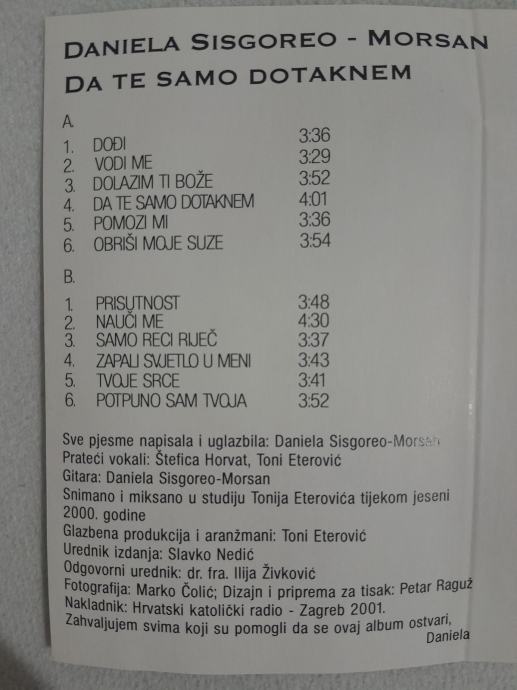 DANIELA SISGOREO - MORSAN
DA TE SAMO DOTAKNEM
A.
1. DOĐI 3:36
2. VODI ME 3:29
3. DOLAZIM TI BOŽE 3:52
4. DA TE SAMO DOTAKNEM 4:01
5. POMOZI MI 3:36
6. OBRIŠI MOJE SUZE 3:54
B.
1. PRISUTNOST 3:48
2. NAUČI ME 4:30
3. SAMO RECI RIJEČ 3:37
4. ZAPALI SVJETLO U MENI 3:43
5. TVOJE SRCE 3:41
6. POTPUNO SAM TVOJA 3:52
Sve pjesme napisala i uglazbila: Daniela Sisgoreo-Morsan
Prateći vokali: Štefica Horvat, Toni Eterović
Gitara: Daniela Sisgoreo-Morsan
Snimano i miksano u studiju Tonija Eterovića tijekom jeseni
2000. godine
Glazbena produkcija i aranžmani: Toni Eterović
Urednik izdanja: Slavko Nedić
Odgovorni urednik: dr. fra. Ilija Živković
Fotografija: Marko Čolić; Dizajn i priprema za tisak: Petar Raguž
Nakladnik: Hrvatski katolički radio - Zagreb 2001.
Zahvaljujem svima koji su pomogli da se ovaj album ostvari,
Daniela